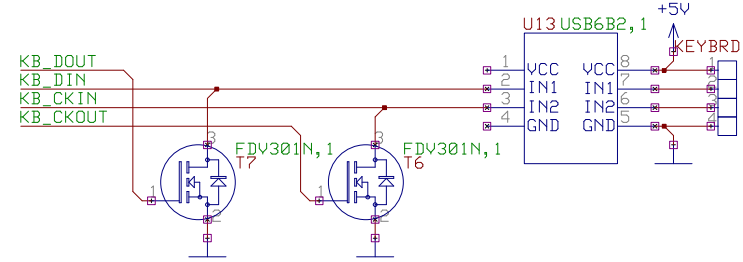 +5V
U13 USB6B2,1
KEYBRD
KB_DOUT
KB_DIN
KB_CKIN
KB_CKOUT
1 VCC VCC 8 1
2 IN1 IN1 7 2
3 IN2 IN2 6 3
4 GND GND 5 4
3 FDV301N,1 3 FDV301N,1
T7 T6
1 1
2 2